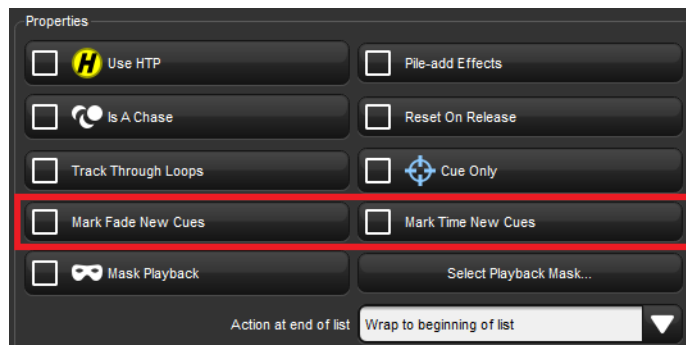 Properties
H Use HTP
Pile-add Effects
Is A Chase
Reset On Release
Track Through Loops
Cue Only
Mark Fade New Cues
Mark Time New Cues
Mask Playback
Select Playback Mask...
Action at end of list
Wrap to beginning of list